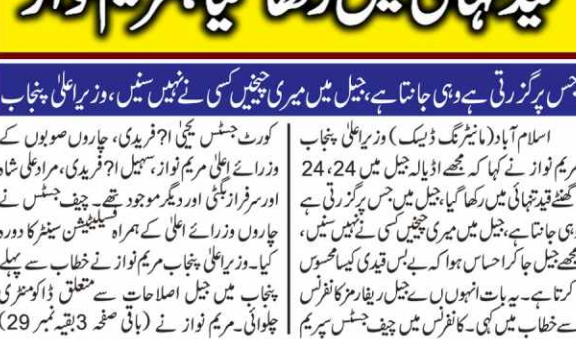 قید تنہائی میں رکھا گیا، مریم نواز
جس پر گزرتی ہے وہی جانتا ہے، جیل میں میری چیخیں کسی نے نہیں سنیں، وزیراعلیٰ پنجاب
اسلام آباد(مانیٹرنگ ڈیسک) وزیراعلیٰ پنجاب
مریم نواز نے کہا کہ مجھے اڈیالہ جیل میں 24، 24
گھنٹے قید تنہائی میں رکھا گیا، جیل میں جس پر گزرتی ہے
وہی جانتا ہے، جیل میں میری چیخیں کسی نے نہیں سنیں،
مجھے جیل جا کر احساس ہوا کہ بے بس قیدی کیسا محسوس
کرتا ہے۔ یہ بات انہوں ں ے جیل ریفارمز کانفرنس
سے خطاب میں کہی۔ کانفرنس میں چیف جسٹس سپریم
کورٹ جسٹس یحییٰ ا?فریدی، چاروں صوبوں کے
وزرائے اعلیٰ مریم نواز، سہیل ا?فریدی، مراد علی شاہ
اور سرفراز بگٹی اور دیگر موجود تھے۔ چیف جسٹس نے
چاروں وزرائے اعلیٰ کے ہمراہ فسیلیٹیشن سینٹر کا دورہ
کیا۔ وزیراعلیٰ پنجاب مریم نواز نے خطاب سے پہلے
پنجاب میں جیل اصلاحات سے متعلق ڈاکومنٹری
چلوائی۔ مریم نواز نے (باقی صفحہ 3 بقیہ نمبر 29)